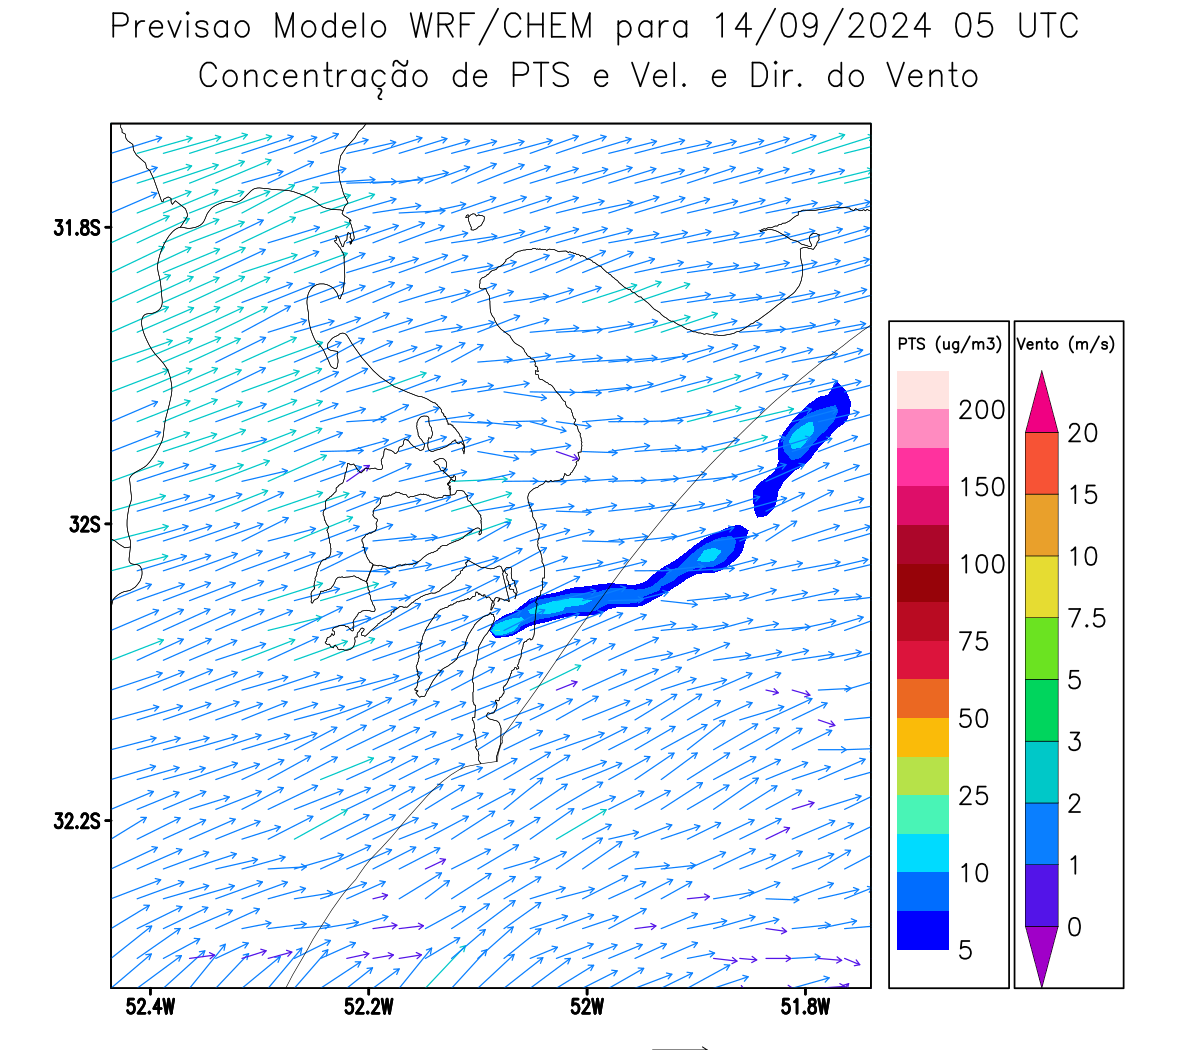 Previsao Modelo WRF/CHEM para 14/09/2024 05 UTC
Concentração de PTS e Vel. e Dir. do Vento
31.8S
32S
32.2S
52.4W 52.2W 52W 51.8W
PTS (ug/m3)
200
150
100
75
50
25
10
5
Vento (m/s)
20
15
10
7.5
5
3
2
1
0